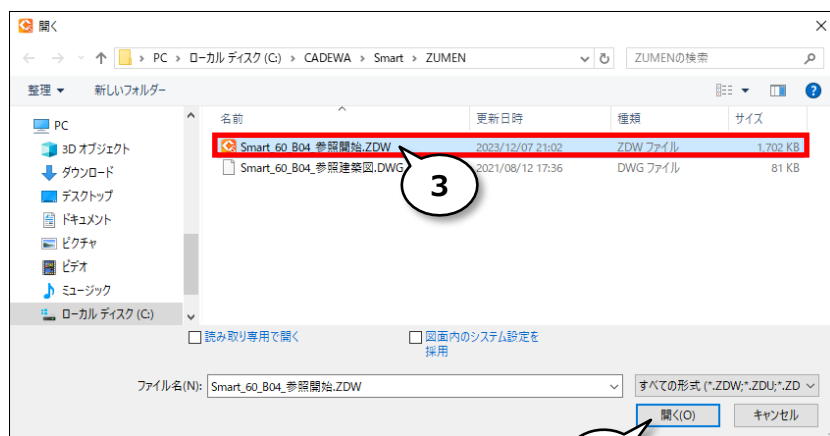 開く
PC › ローカル ディスク (C:) › CADEWA › Smart › ZUMEN
ZUMENの検索
整理 新しいフォルダー
名前 更新日時 種類 サイズ
Smart_60_B04_参照開始.ZDW 2023/12/07 21:02 ZDW ファイル 1,702 KB
Smart_60_B04_参照建築図.DWG 2021/08/12 17:36 DWG ファイル 81 KB
3
PC
3D オブジェクト
ダウンロード
デスクトップ
ドキュメント
ピクチャ
ビデオ
ミュージック
ローカル ディスク (C:)
読み取り専用で開く
図面内のシステム設定を
採用
ファイル名(N): Smart_60_B04_参照開始.ZDW
すべての形式 (*.ZDW;*.ZDU;*.ZD
開く(O) キャンセル